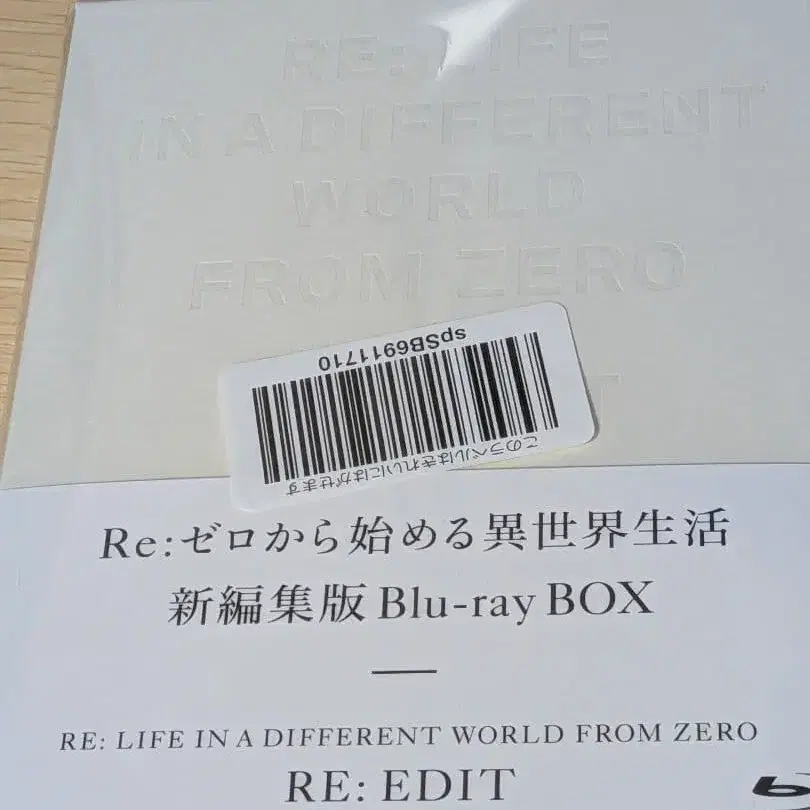 RE: LIFE
IN A DIFFERENT
WORLD
FROM ZERO
spSB6911710
このラベルはきれいにはがせます
Re:ゼロから始める異世界生活
新編集版 Blu-ray BOX
RE: LIFE IN A DIFFERENT WORLD FROM ZERO
RE: EDIT